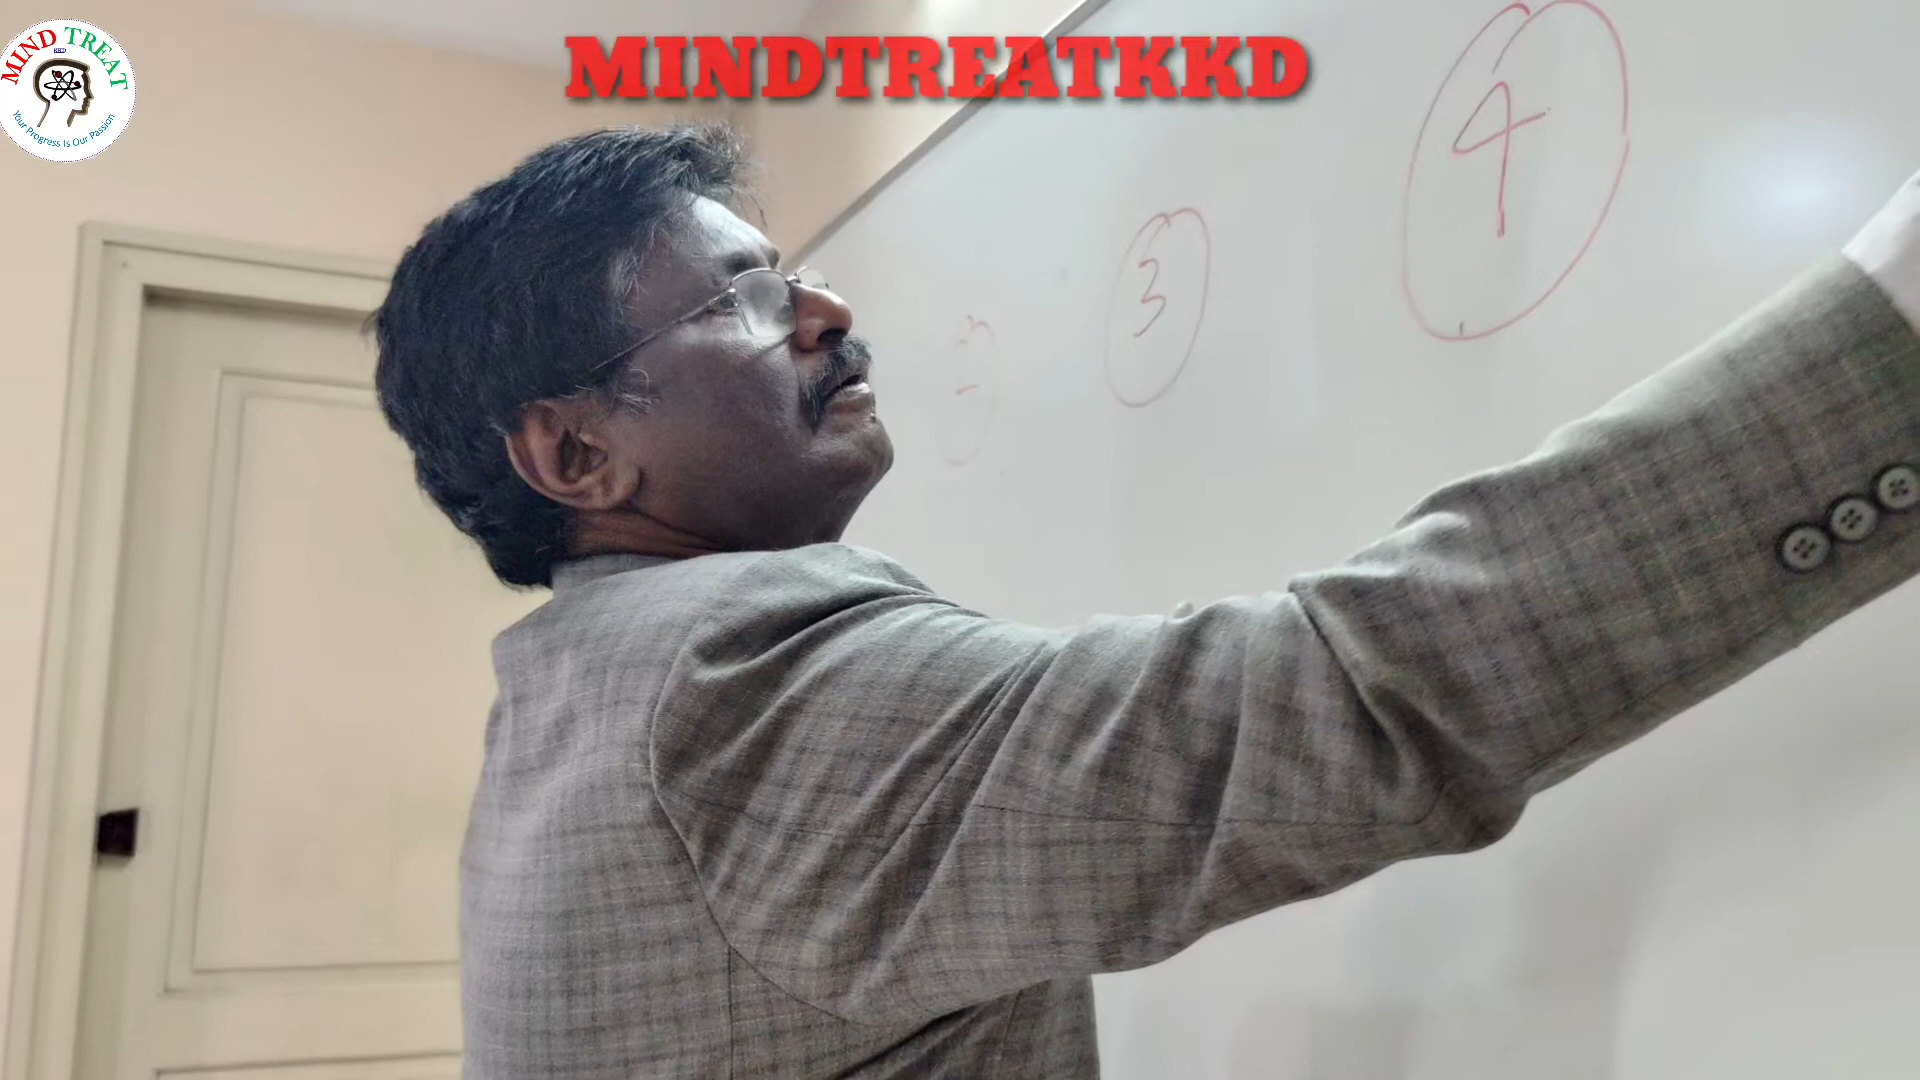 MIND TREAT
KKD
Your Progress Is Our Passion
MINDTREATKKD
3
4